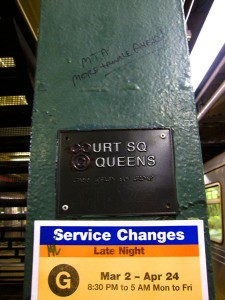 MTA
COURT SQ
QUEENS
Service Changes
Late Night
G
Mar 2 – Apr 24
8:30 PM to 5 AM Mon to Fri